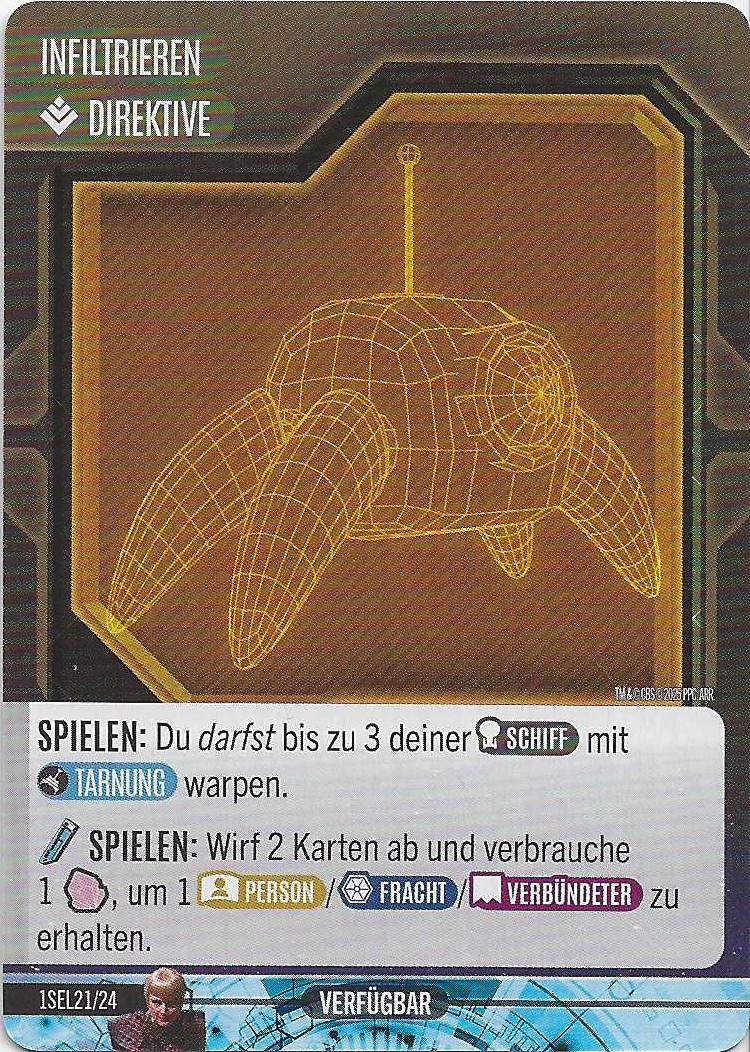 INFILTRIEREN
DIREKTIVE
TM & © CBS © 2025 PPC. ARR
SPIELEN: Du darfst bis zu 3 deiner SCHIFF mit
TARNUNG warpen.
SPIELEN: Wirf 2 Karten ab und verbrauche
1 , um 1 PERSON / FRACHT / VERBÜNDETER zu
erhalten.
1SEL21/24
VERFÜGBAR